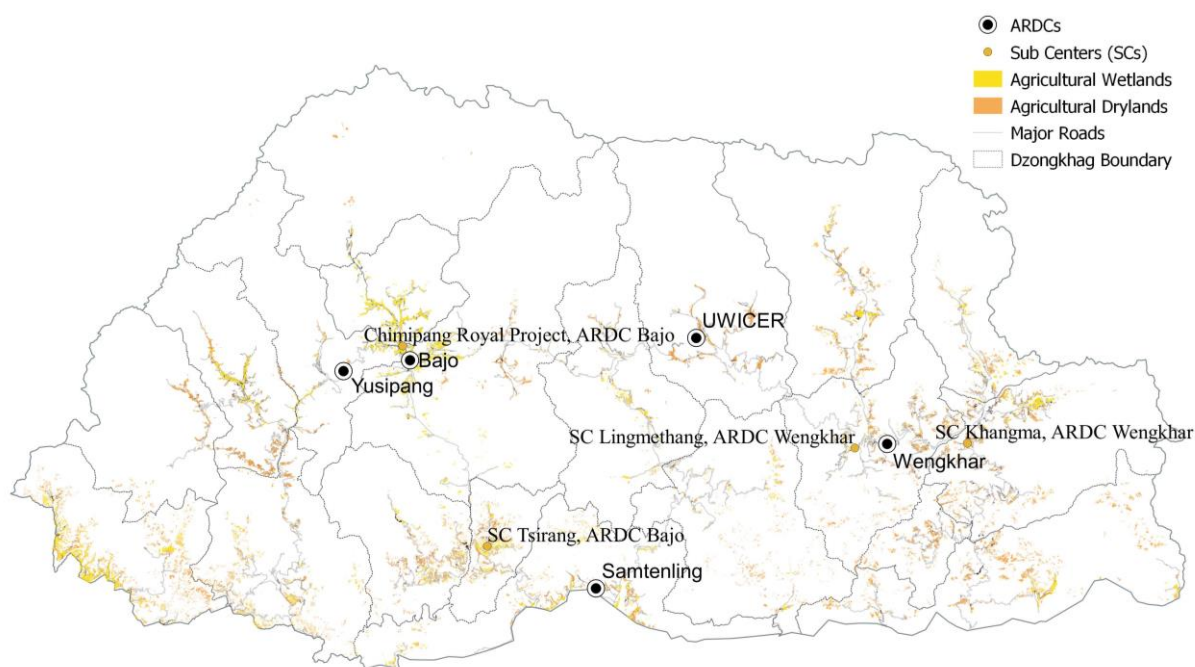 ARDCs
Sub Centers (SCs)
Agricultural Wetlands
Agricultural Drylands
Major Roads
Dzongkhag Boundary
UWICER
Chimipang Royal Project, ARDC Bajo
Bajo
Yusipang
SC Lingmethang, ARDC Wengkhar
SC Khangma, ARDC Wengkhar
Wengkhar
SC Tsirang, ARDC Bajo
Samtenling